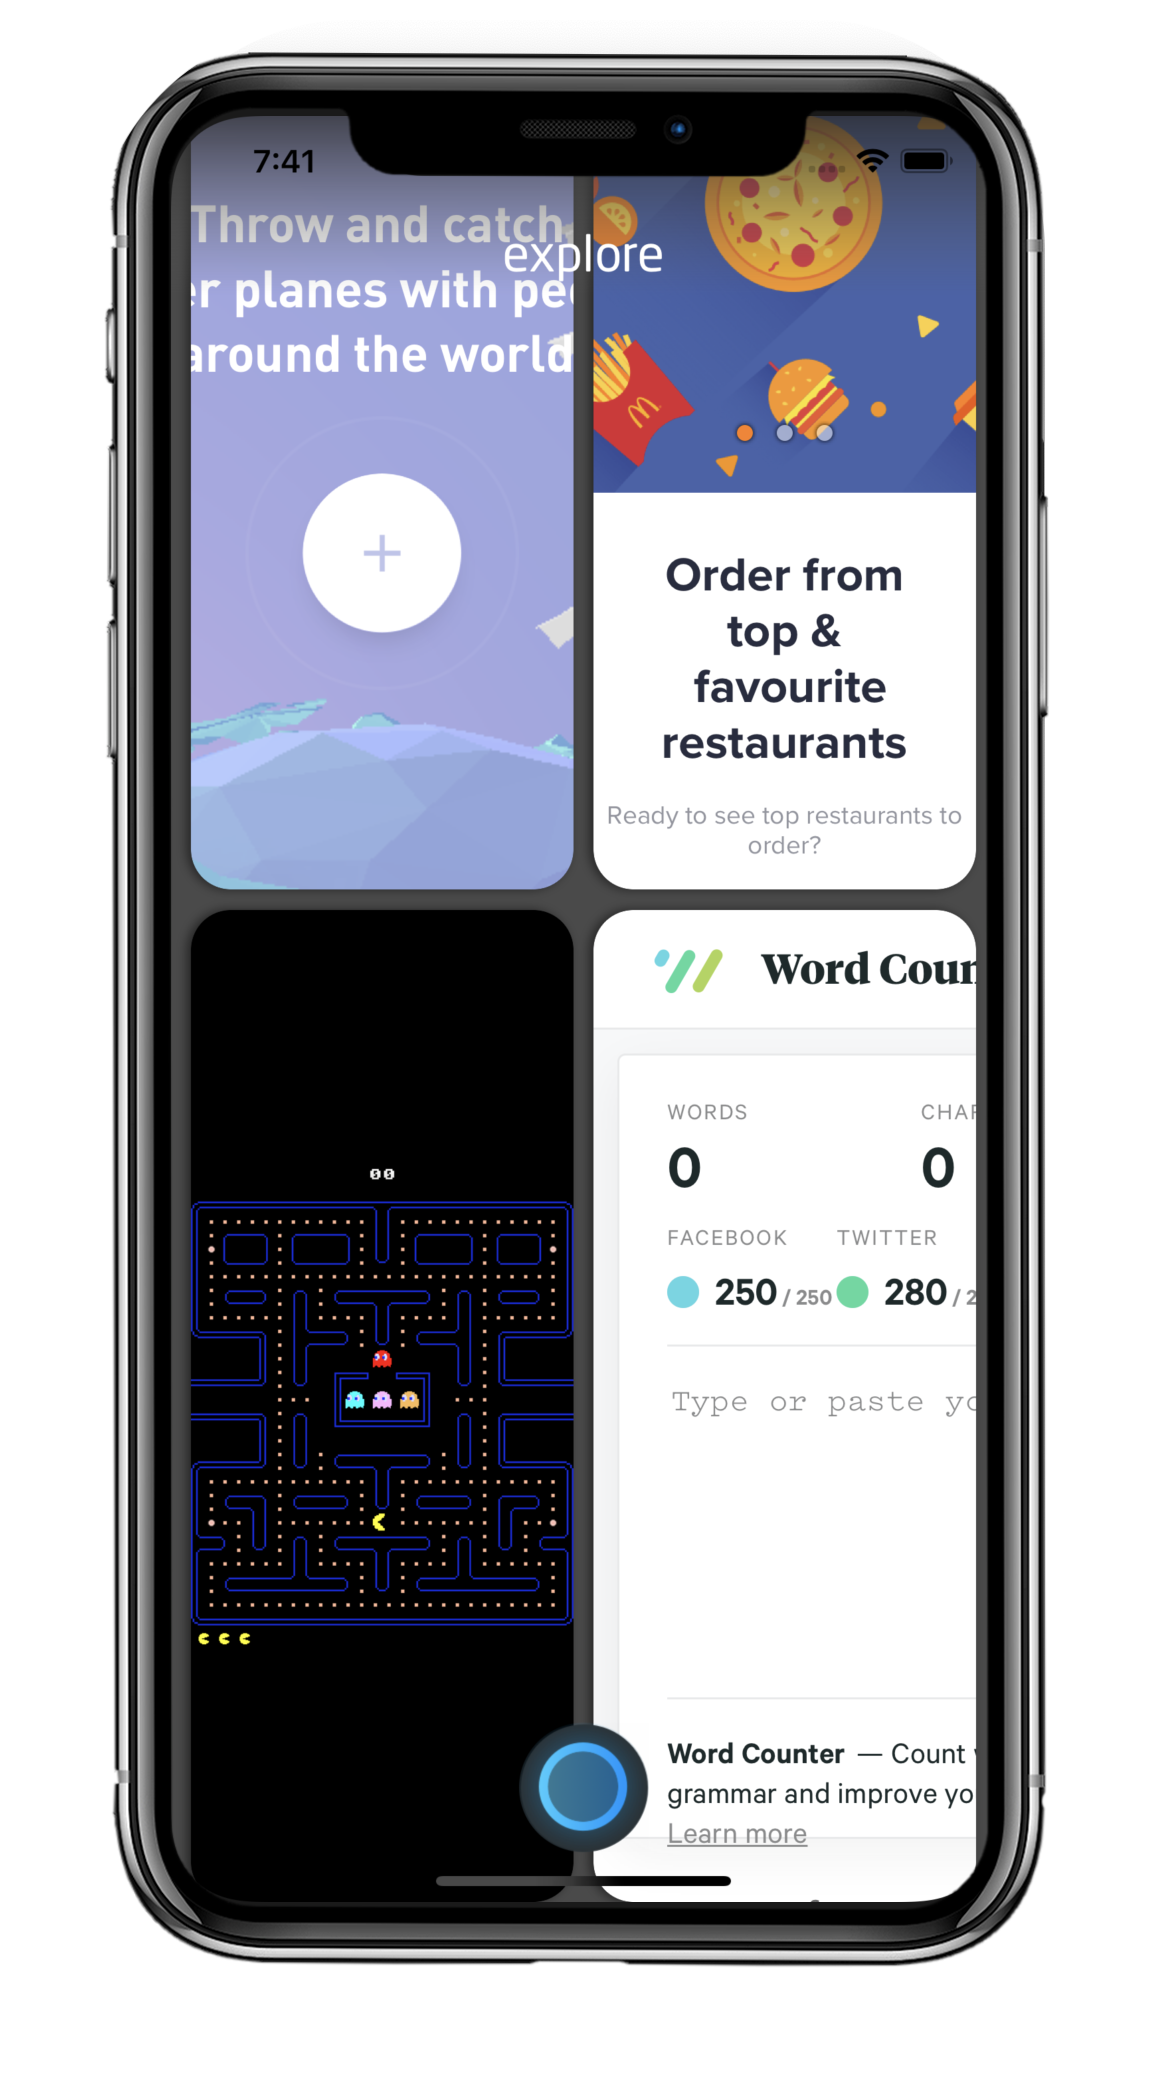 7:41
explore
Throw and catch
er planes with pe
around the world
Order from
top &
favourite
restaurants
Ready to see top restaurants to
order?
00
Word Coun
WORDS
CHAR
0
0
FACEBOOK
TWITTER
250 / 250
280 / 2
Type or paste yo
Word Counter — Count
grammar and improve yo
Learn more